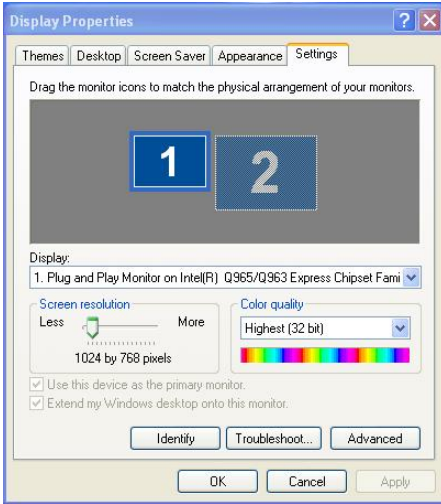 Display Properties
Themes Desktop Screen Saver Appearance Settings
Drag the monitor icons to match the physical arrangement of your monitors.
1 2
Display:
1. Plug and Play Monitor on Intel(R) Q965/Q963 Express Chipset Fami
Screen resolution
Less More
1024 by 768 pixels
Color quality
Highest (32 bit)
Use this device as the primary monitor.
Extend my Windows desktop onto this monitor.
Identify Troubleshoot... Advanced
OK Cancel Apply